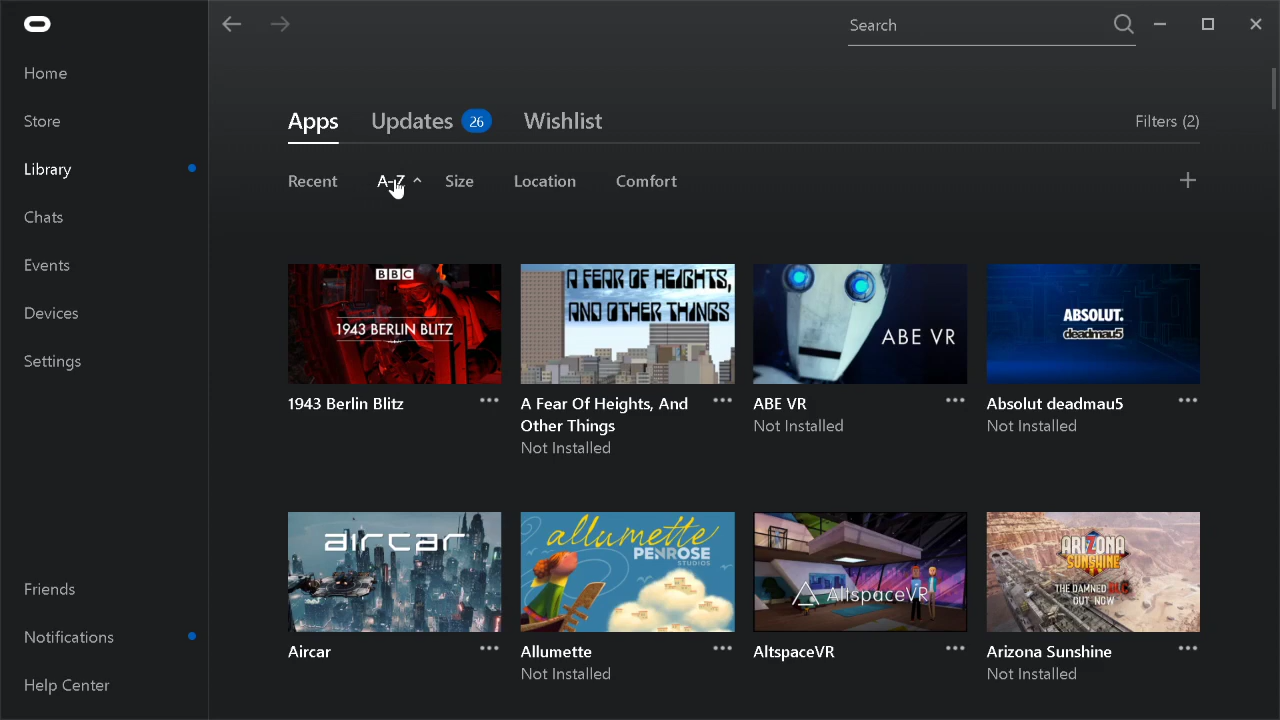 Search
Home
Store
Library
Chats
Events
Devices
Settings
Friends
Notifications
Help Center
Apps
Updates 26
Wishlist
Filters (2)
Recent
A-Z
Size
Location
Comfort
BBC
1943 BERLIN BLITZ
1943 Berlin Blitz
A FEAR OF HEIGHTS,
AND OTHER THINGS
A Fear Of Heights, And
Other Things
Not Installed
ABE VR
ABE VR
Not Installed
ABSOLUT.
deadmau5
Absolut deadmau5
Not Installed
aircar
Aircar
allumette
PENROSE
STUDIOS
Allumette
Not Installed
AltspaceVR
AltspaceVR
ARIZONA
SUNSHINE
THE DAMNED DLC
OUT NOW
Arizona Sunshine
Not Installed